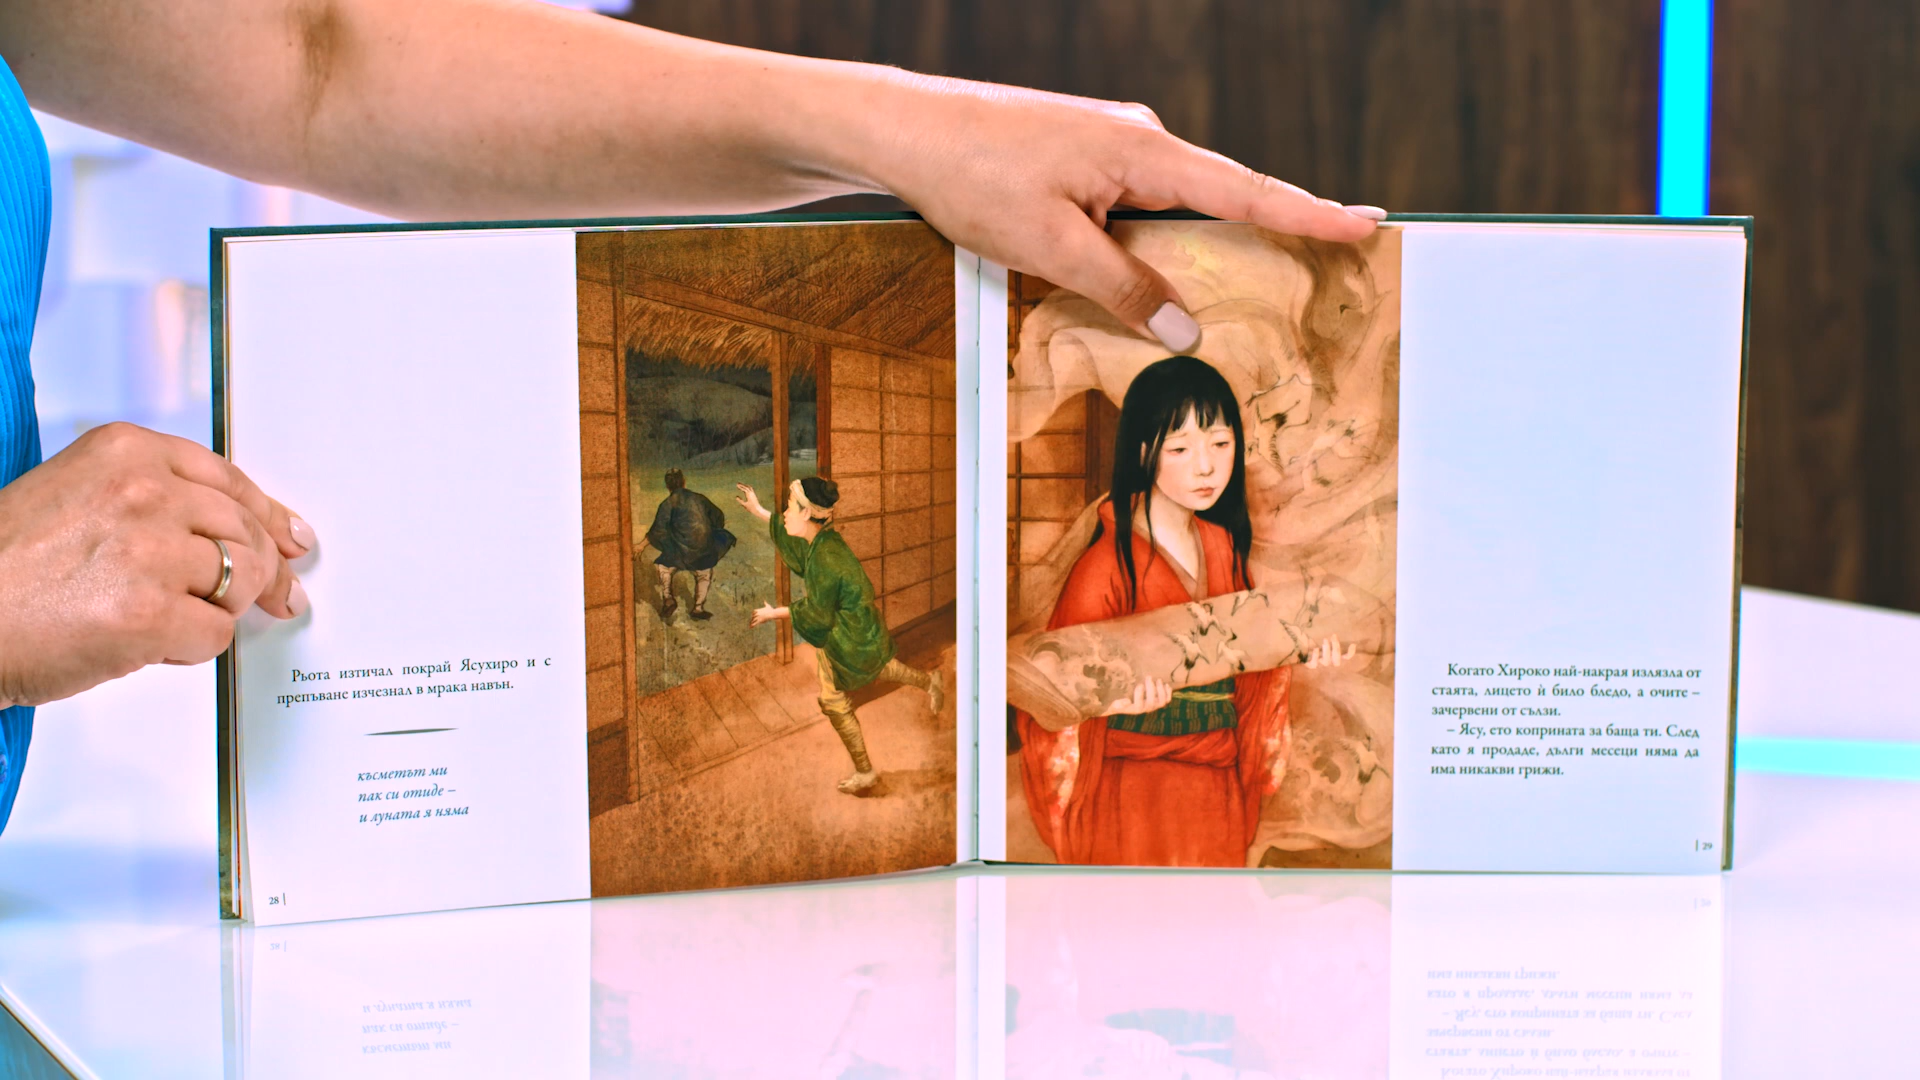 Рьота изтичал покрай Ясухиро и с
препъване изчезнал в мрака навън.
късметът ми
пак си отиде –
и луната я няма
28 |
Когато Хироко най-накрая излязла от
стаята, лицето ѝ било бледо, а очите –
зачервени от сълзи.
– Ясу, ето коприната за баща ти. След
като я продаде, дълги месеци няма да
има никакви грижи.
| 29